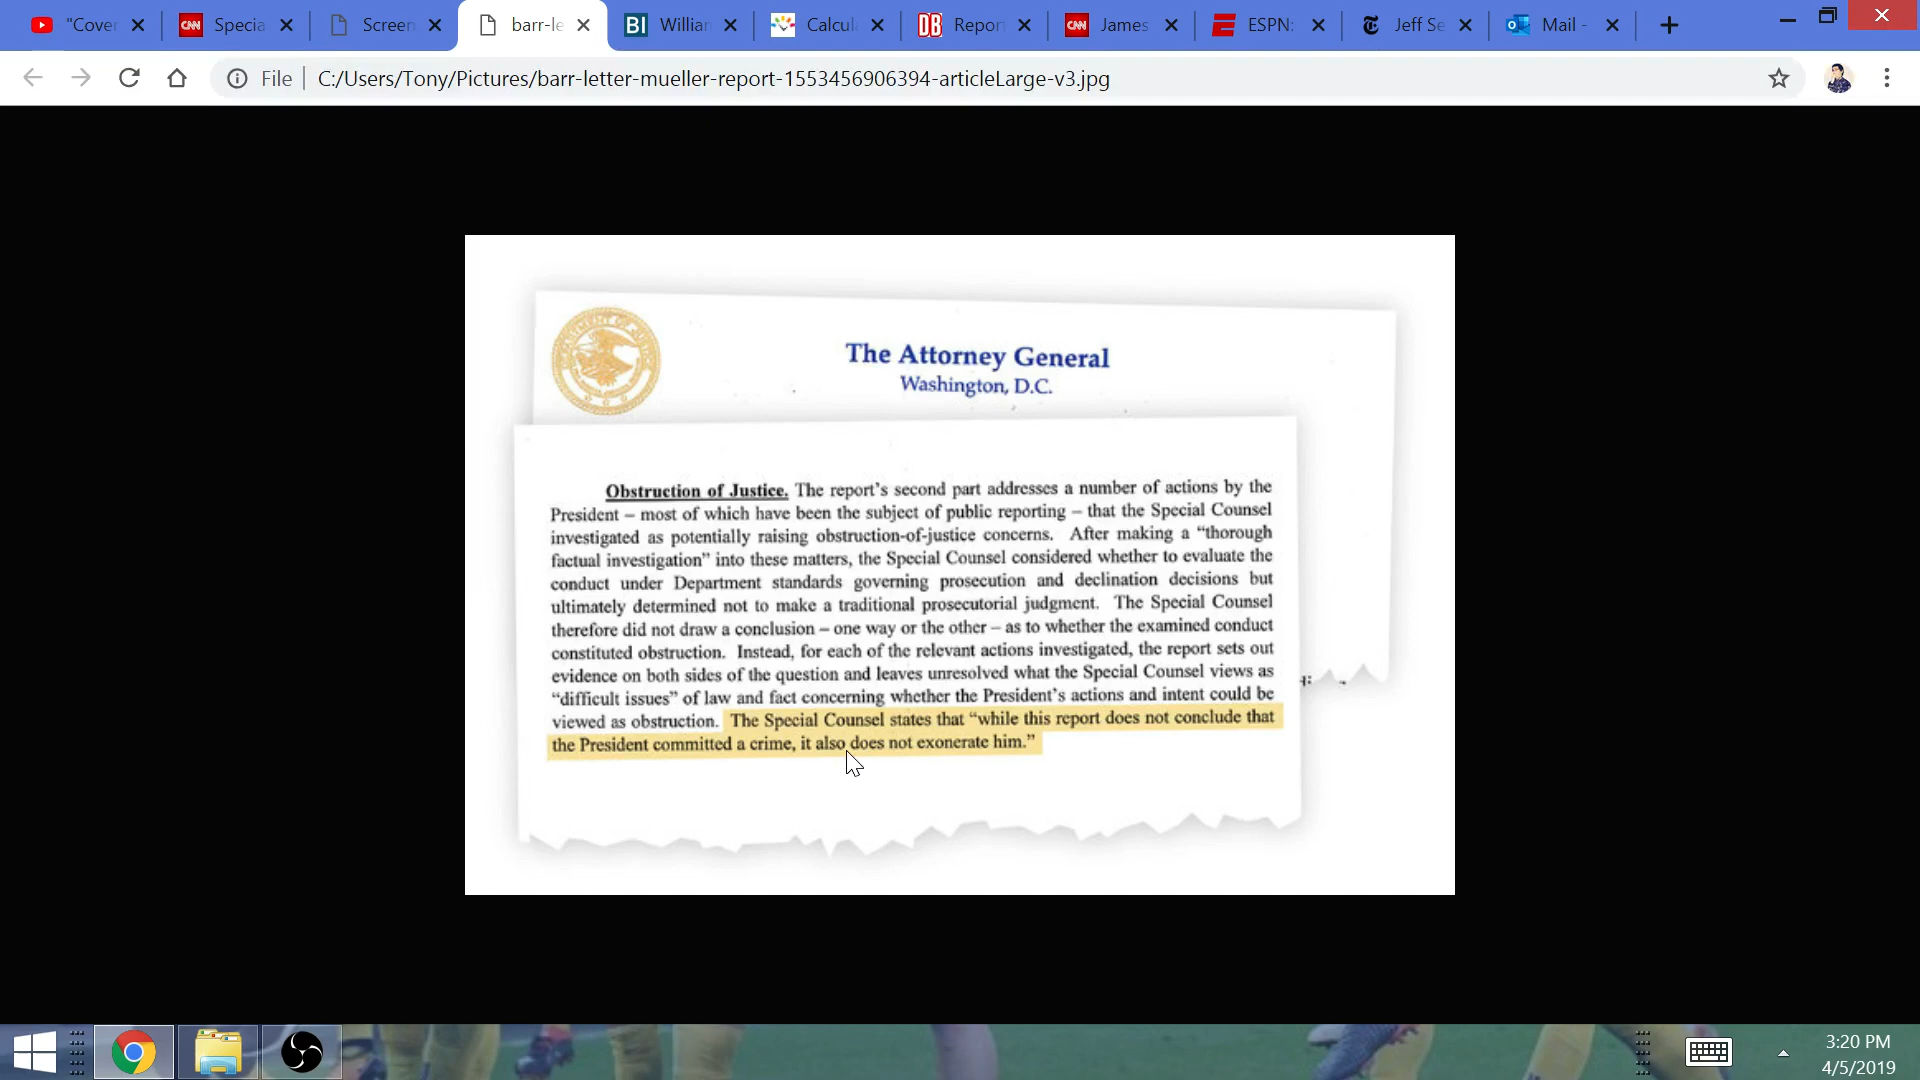 "Cover
CNN Specia
Screen
barr-le
BI Willian
Calcul
DB Repor
CNN James
ESPN:
Jeff Se
Mail -
File
C:/Users/Tony/Pictures/barr-letter-mueller-report-1553456906394-articleLarge-v3.jpg
The Attorney General
Washington, D.C.
Obstruction of Justice. The report's second part addresses a number of actions by the
President – most of which have been the subject of public reporting – that the Special Counsel
investigated as potentially raising obstruction-of-justice concerns. After making a “thorough
factual investigation” into these matters, the Special Counsel considered whether to evaluate the
conduct under Department standards governing prosecution and declination decisions but
ultimately determined not to make a traditional prosecutorial judgment. The Special Counsel
therefore did not draw a conclusion – one way or the other – as to whether the examined conduct
constituted obstruction. Instead, for each of the relevant actions investigated, the report sets out
evidence on both sides of the question and leaves unresolved what the Special Counsel views as
“difficult issues” of law and fact concerning whether the President's actions and intent could be
viewed as obstruction. The Special Counsel states that “while this report does not conclude that
the President committed a crime, it also does not exonerate him.”
3:20 PM
4/5/2019